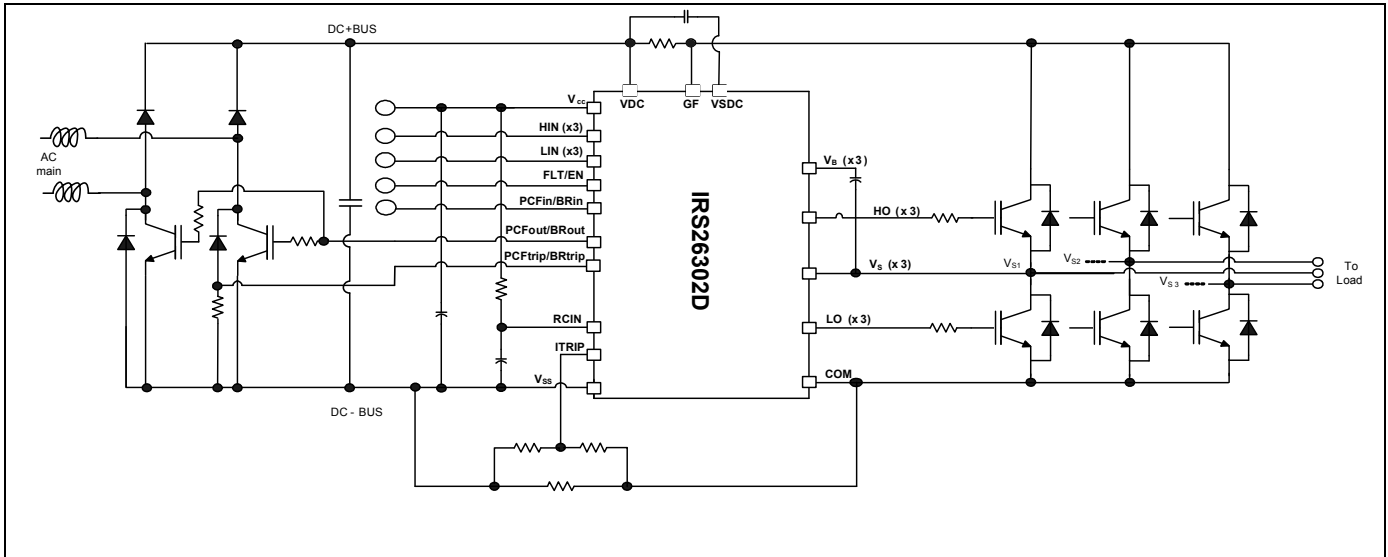 DC+BUS
VDC
GF
VSDC
Vcc
HIN (x3)
LIN (x3)
FLT/EN
PCFin/BRin
PCFout/BRout
PCFtrip/BRtrip
RCIN
ITRIP
VSS
DC - BUS
AC
main
IRS26302D
VB (x3)
HO (x3)
VS (x3)
LO (x3)
COM
VS1
VS2
VS3
To
Load